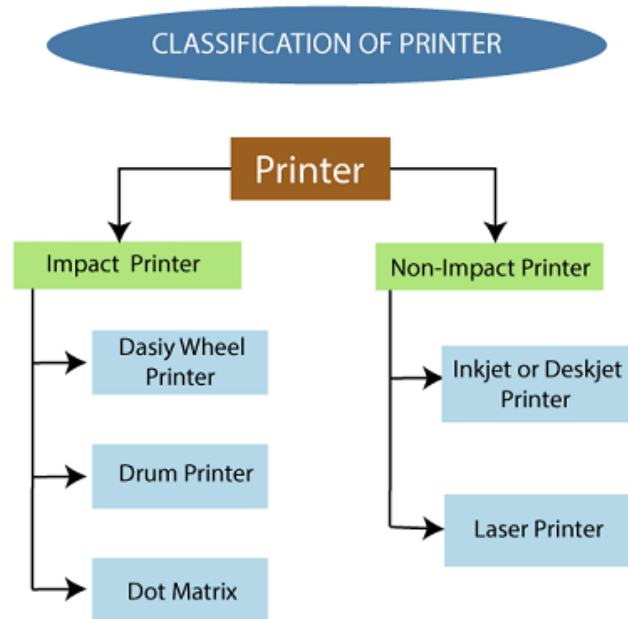 CLASSIFICATION OF PRINTER
Printer
Impact Printer
Non-Impact Printer
Dasiy Wheel
Printer
Inkjet or Deskjet
Printer
Drum Printer
Laser Printer
Dot Matrix